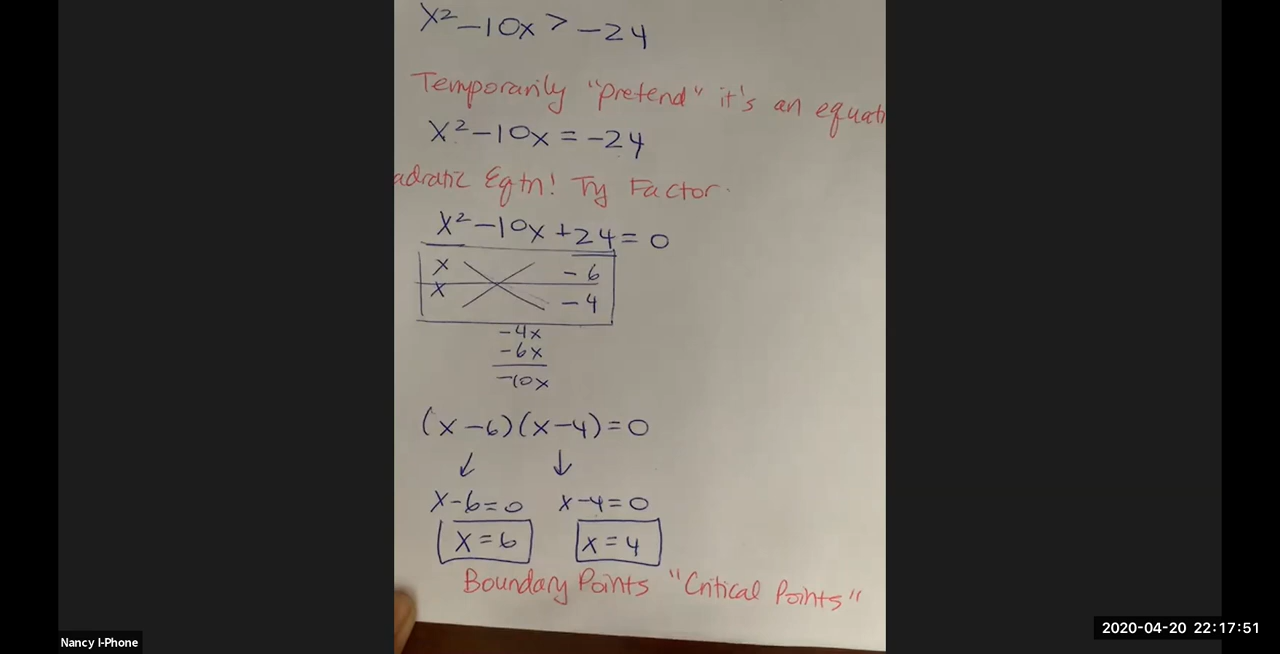 x² - 10x > -24
Temporarily "pretend" it's an equati
x² - 10x = -24
adratic Eqtn! Try Factor.
x² - 10x + 24 = 0
x -6
x -4
-4x
-6x
-10x
(x - 6)(x - 4) = 0
↙ ↓
x - 6 = 0 x - 4 = 0
x = 6 x = 4
Boundary Points "Critical Points"
Nancy I-Phone
2020-04-20 22:17:51